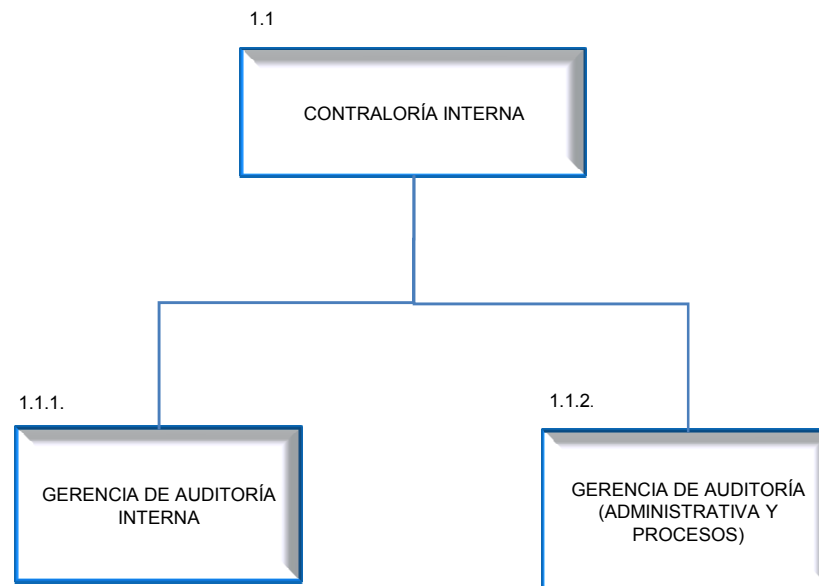 1.1
CONTRALORÍA INTERNA
1.1.1.
GERENCIA DE AUDITORÍA
INTERNA
1.1.2.
GERENCIA DE AUDITORÍA
(ADMINISTRATIVA Y
PROCESOS)